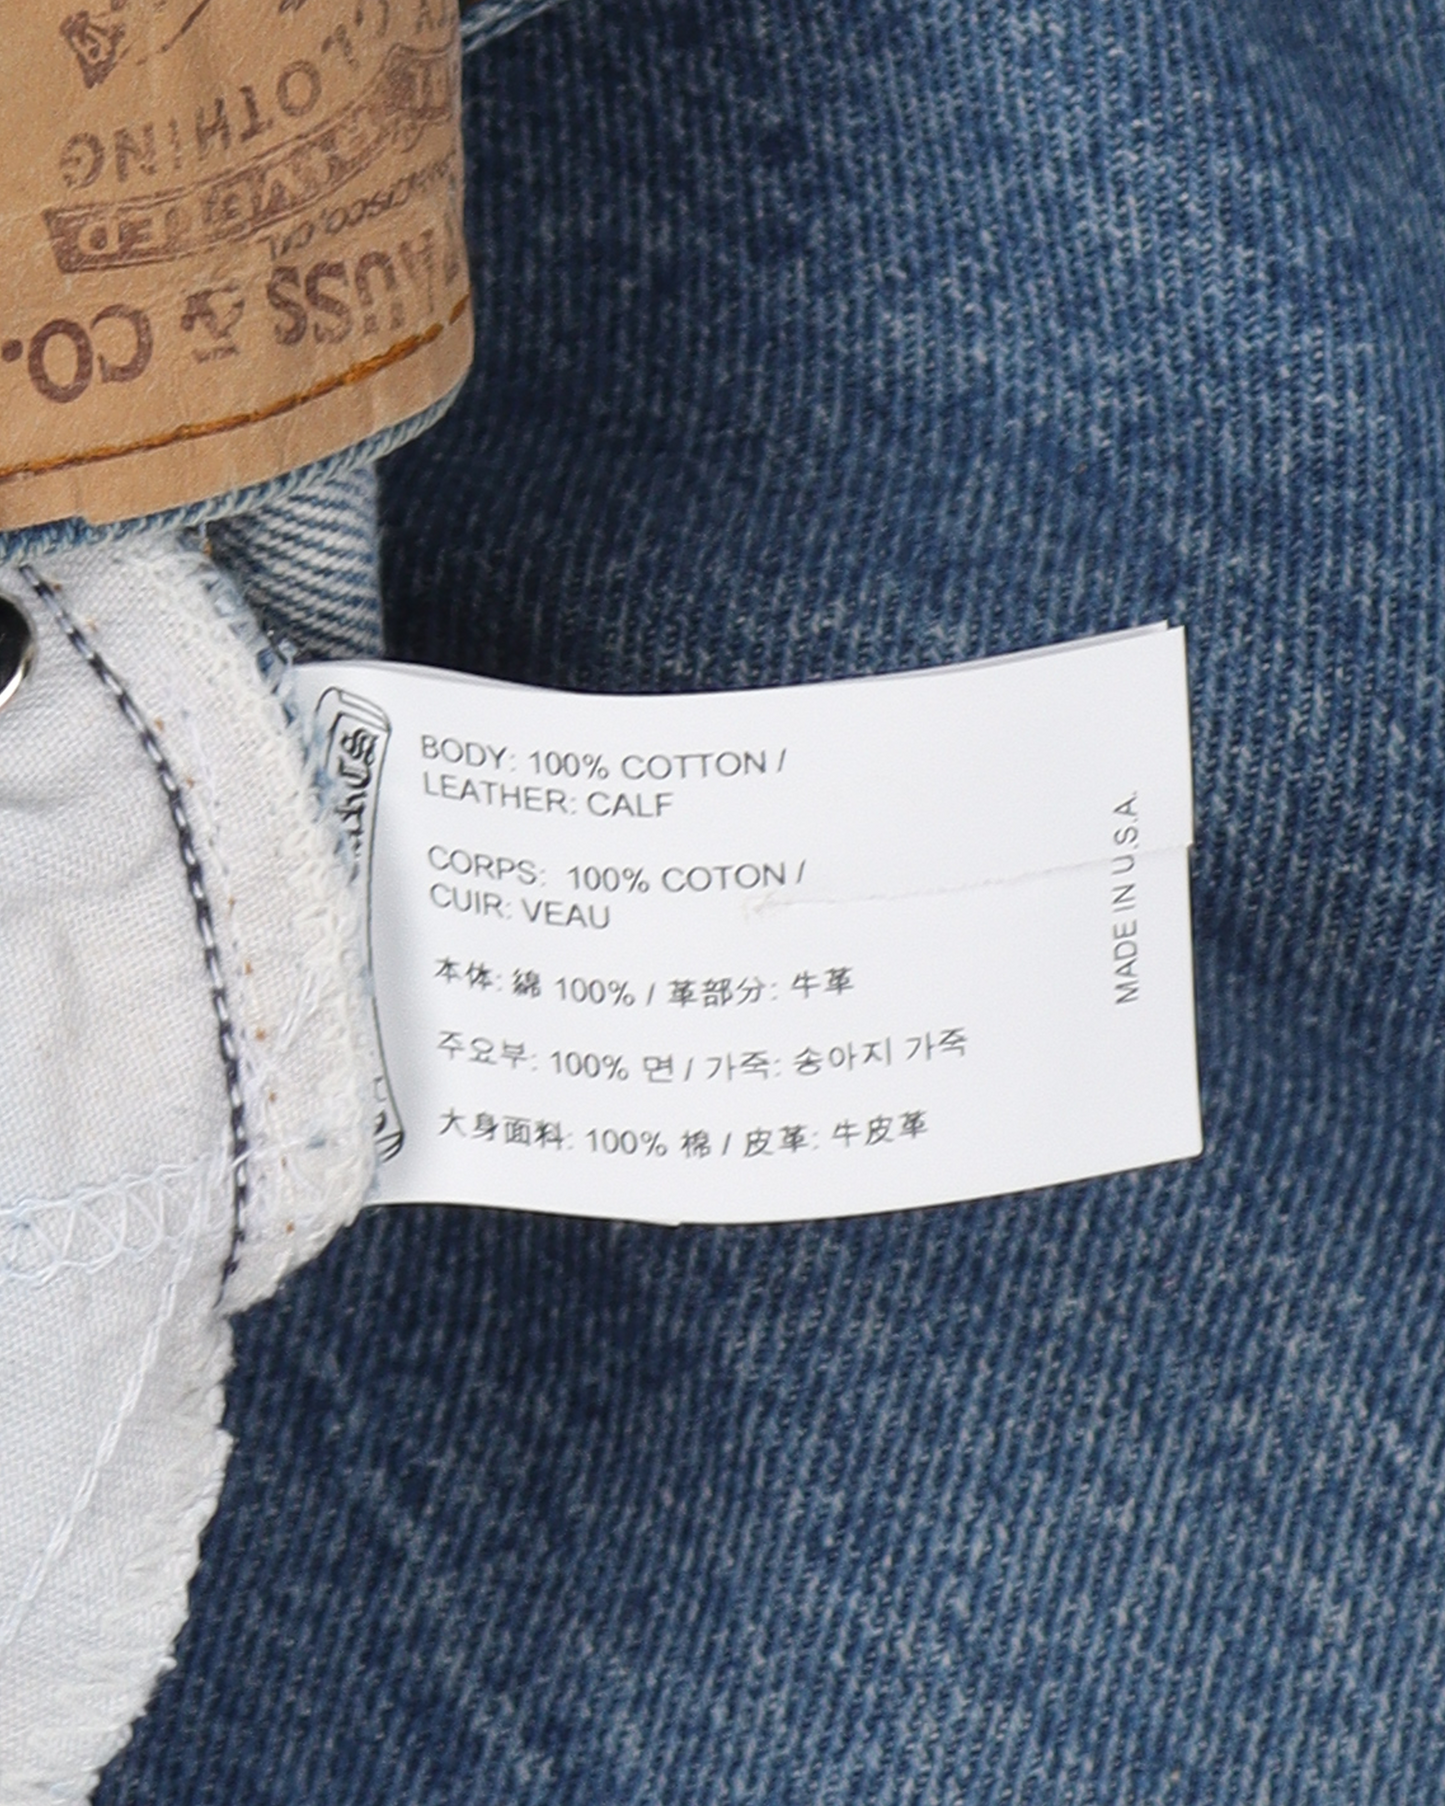 OTHING
USS & CO.
BODY: 100% COTTON /
LEATHER: CALF
CORPS: 100% COTON /
CUIR: VEAU
本体: 綿 100% / 革部分: 牛革
주요부: 100% 면 / 가죽: 송아지 가죽
大身面料: 100% 棉 / 皮革: 牛皮革
MADE IN U.S.A.